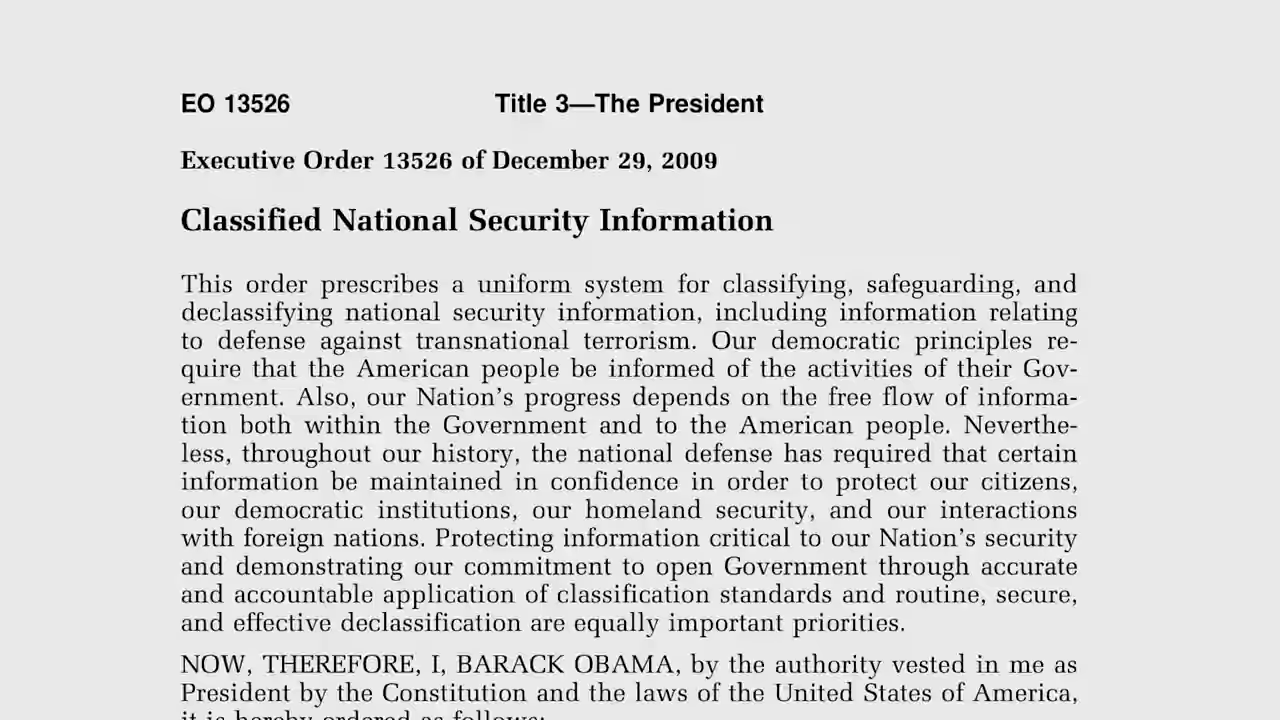 EO 13526 Title 3—The President
Executive Order 13526 of December 29, 2009
Classified National Security Information
This order prescribes a uniform system for classifying, safeguarding, and
declassifying national security information, including information relating
to defense against transnational terrorism. Our democratic principles re-
quire that the American people be informed of the activities of their Gov-
ernment. Also, our Nation's progress depends on the free flow of informa-
tion both within the Government and to the American people. Neverthe-
less, throughout our history, the national defense has required that certain
information be maintained in confidence in order to protect our citizens,
our democratic institutions, our homeland security, and our interactions
with foreign nations. Protecting information critical to our Nation's security
and demonstrating our commitment to open Government through accurate
and accountable application of classification standards and routine, secure,
and effective declassification are equally important priorities.
NOW, THEREFORE, I, BARACK OBAMA, by the authority vested in me as
President by the Constitution and the laws of the United States of America,
it is hereby ordered as follows: